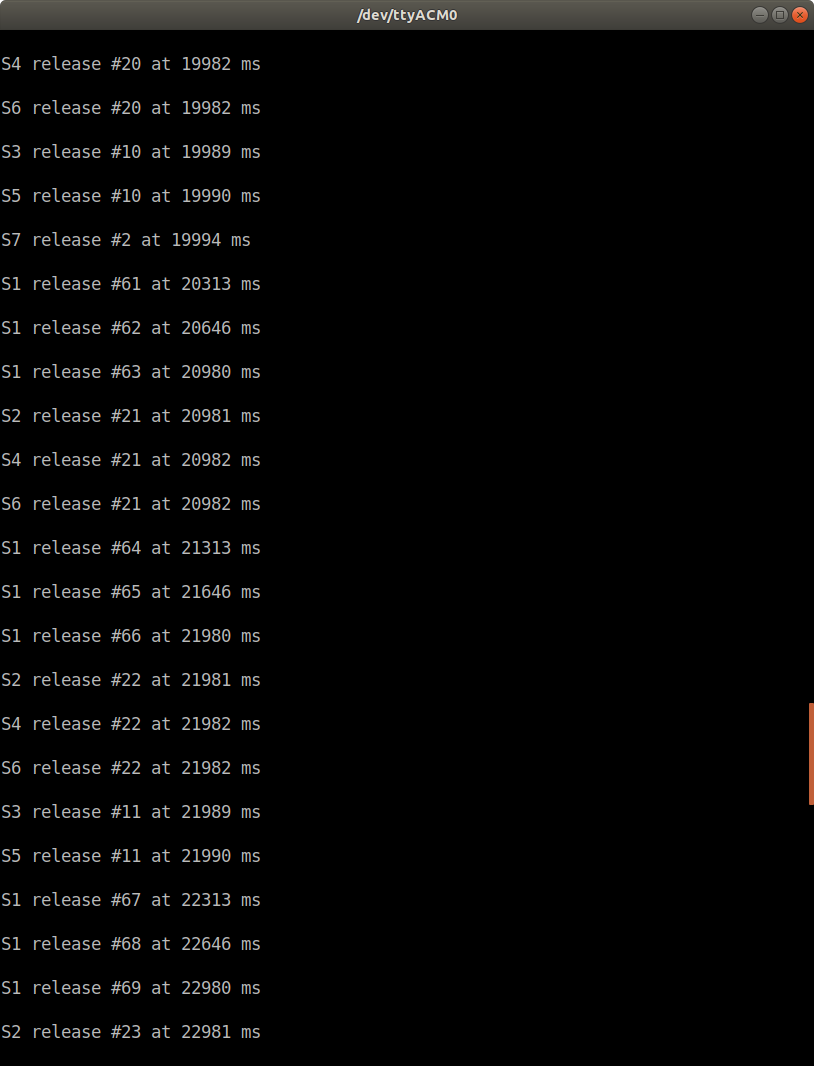 /dev/ttyACM0
S4 release #20 at 19982 ms
S6 release #20 at 19982 ms
S3 release #10 at 19989 ms
S5 release #10 at 19990 ms
S7 release #2 at 19994 ms
S1 release #61 at 20313 ms
S1 release #62 at 20646 ms
S1 release #63 at 20980 ms
S2 release #21 at 20981 ms
S4 release #21 at 20982 ms
S6 release #21 at 20982 ms
S1 release #64 at 21313 ms
S1 release #65 at 21646 ms
S1 release #66 at 21980 ms
S2 release #22 at 21981 ms
S4 release #22 at 21982 ms
S6 release #22 at 21982 ms
S3 release #11 at 21989 ms
S5 release #11 at 21990 ms
S1 release #67 at 22313 ms
S1 release #68 at 22646 ms
S1 release #69 at 22980 ms
S2 release #23 at 22981 ms